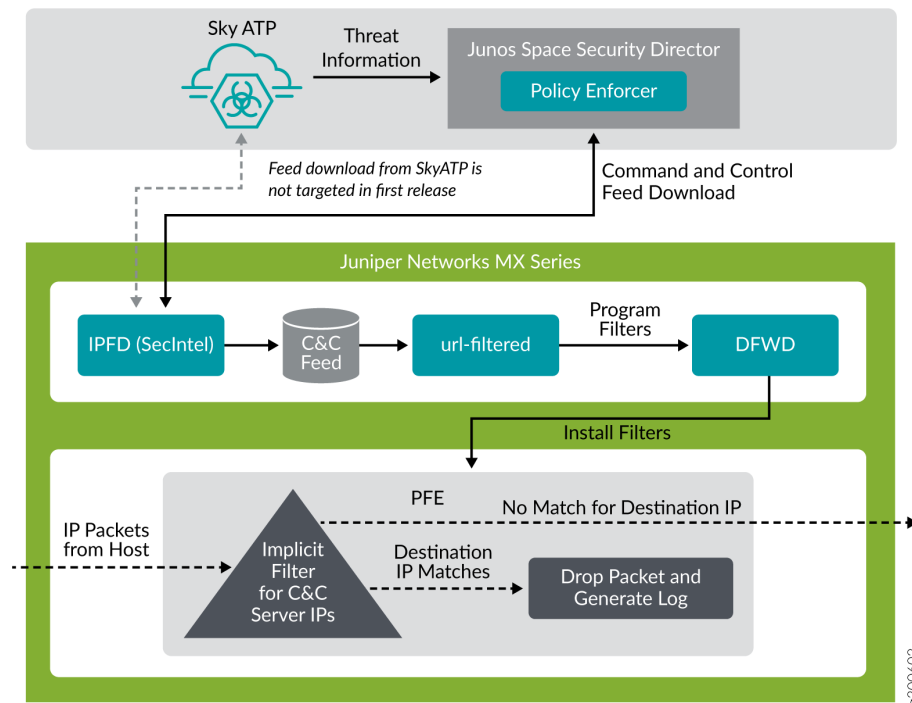 Sky ATP
Threat
Information
Junos Space Security Director
Policy Enforcer
Feed download from SkyATP is
not targeted in first release
Command and Control
Feed Download
Juniper Networks MX Series
IPFD (SecIntel)
C&C
Feed
url-filtered
Program
Filters
DFWD
Install Filters
PFE
No Match for Destination IP
IP Packets
from Host
Implicit
Filter
for C&C
Server IPs
Destination
IP Matches
Drop Packet and
Generate Log